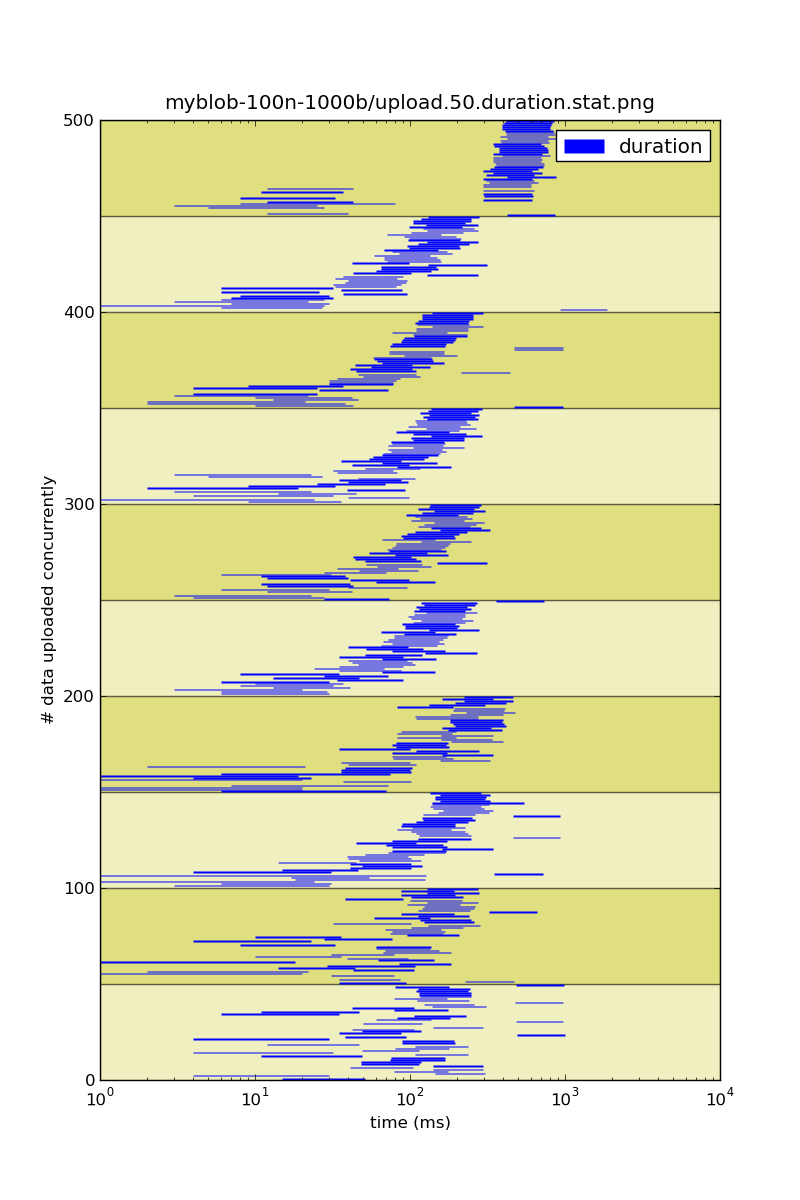 myblob-100n-1000b/upload.50.duration.stat.png
duration
500
400
300
200
100
0
# data uploaded concurrently
10^0 10^1 10^2 10^3 10^4
time (ms)